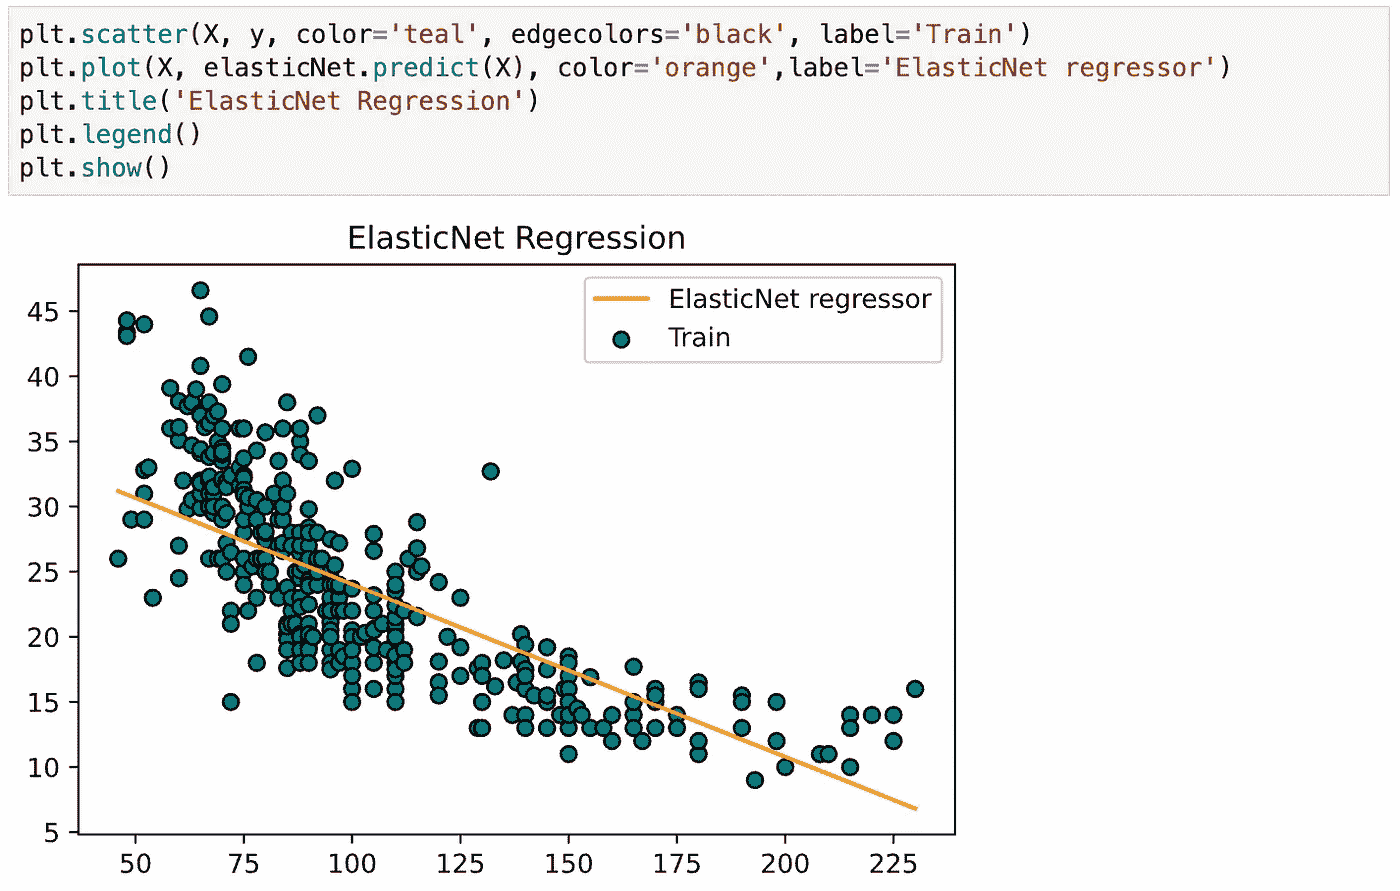 plt.scatter(X, y, color='teal', edgecolors='black', label='Train')
plt.plot(X, elasticNet.predict(X), color='orange',label='ElasticNet regressor')
plt.title('ElasticNet Regression')
plt.legend()
plt.show()
ElasticNet Regression
ElasticNet regressor
Train
45
40
35
30
25
20
15
10
5
50 75 100 125 150 175 200 225